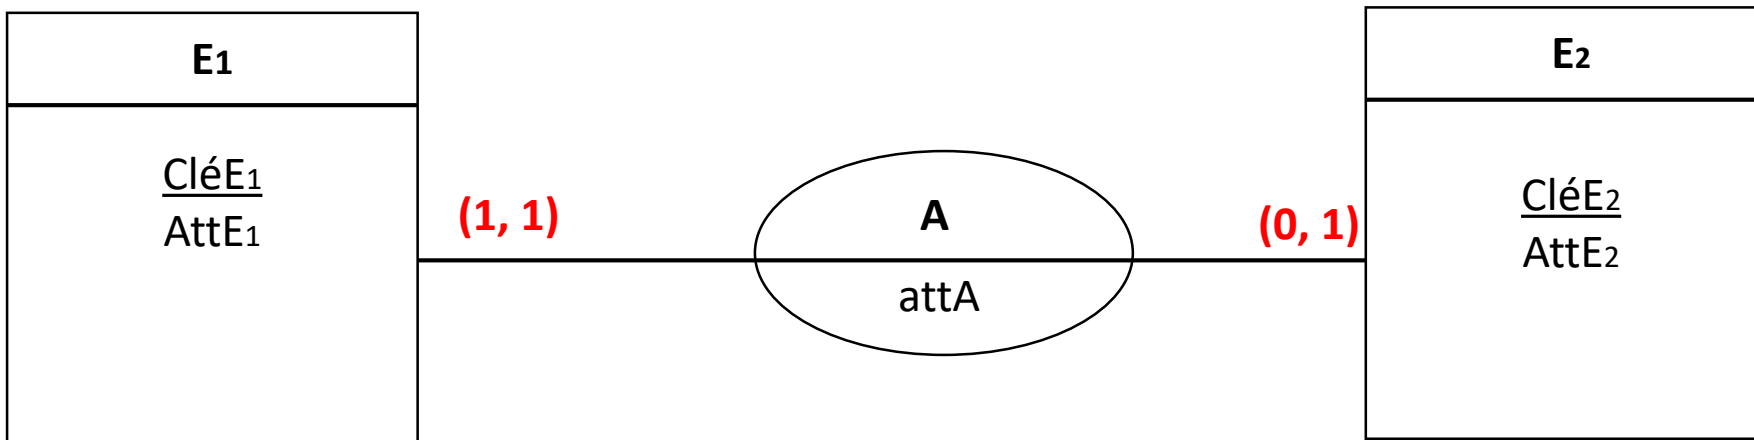 E1
CléE1
AttE1
(1, 1)
A
attA
(0, 1)
E2
CléE2
AttE2